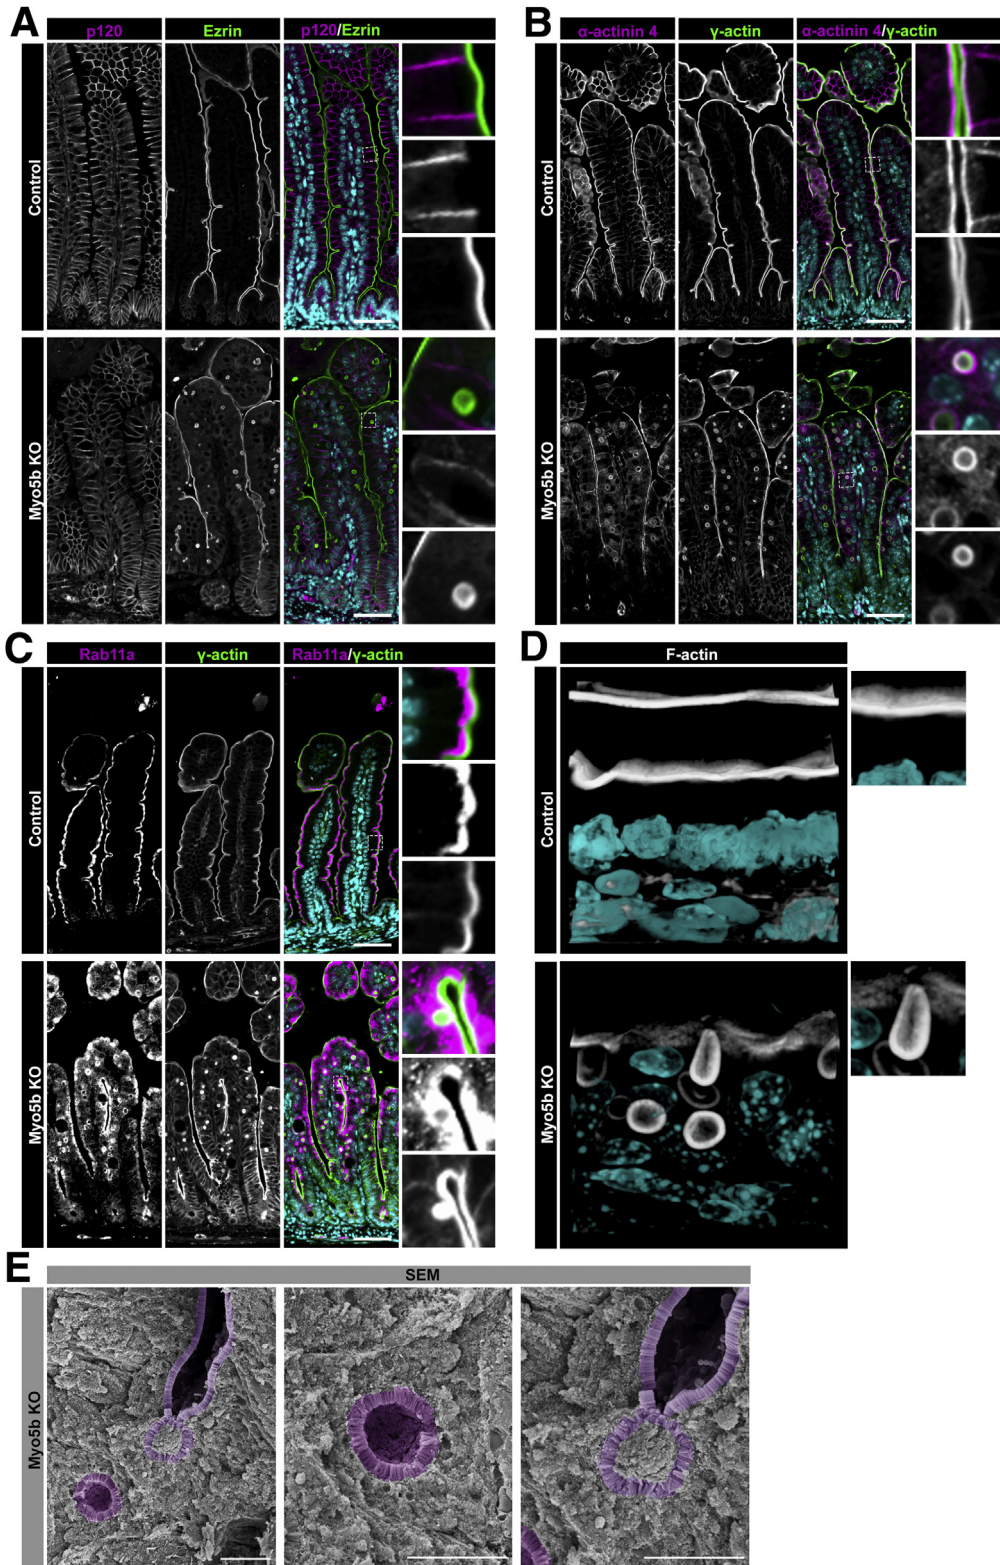 A
p120
Ezrin
p120/Ezrin
Control
Myo5b KO
B
α-actinin 4
γ-actin
α-actinin 4/γ-actin
Control
Myo5b KO
C
Rab11a
γ-actin
Rab11a/γ-actin
Control
Myo5b KO
D
F-actin
Control
Myo5b KO
E
SEM
Myo5b KO